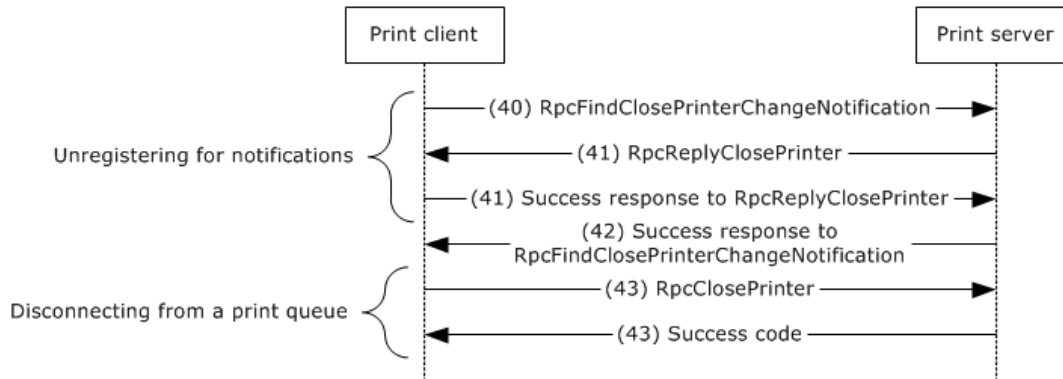 Print client
Print server
(40) RpcFindClosePrinterChangeNotification
Unregistering for notifications
(41) RpcReplyClosePrinter
(41) Success response to RpcReplyClosePrinter
(42) Success response to
RpcFindClosePrinterChangeNotification
(43) RpcClosePrinter
Disconnecting from a print queue
(43) Success code